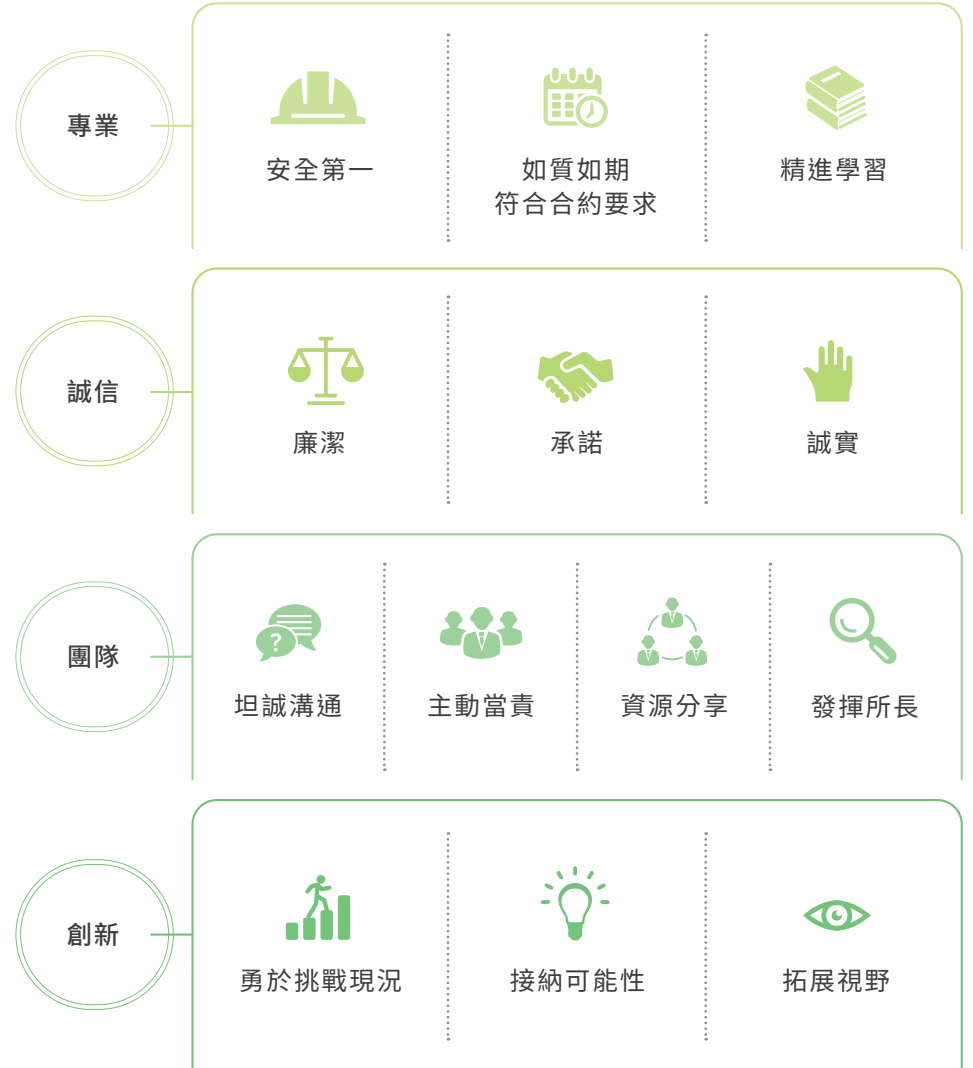 專業
安全第一
如質如期
符合合約要求
精進學習
誠信
廉潔
承諾
誠實
團隊
?
坦誠溝通
主動當責
資源分享
發揮所長
創新
勇於挑戰現況
接納可能性
拓展視野